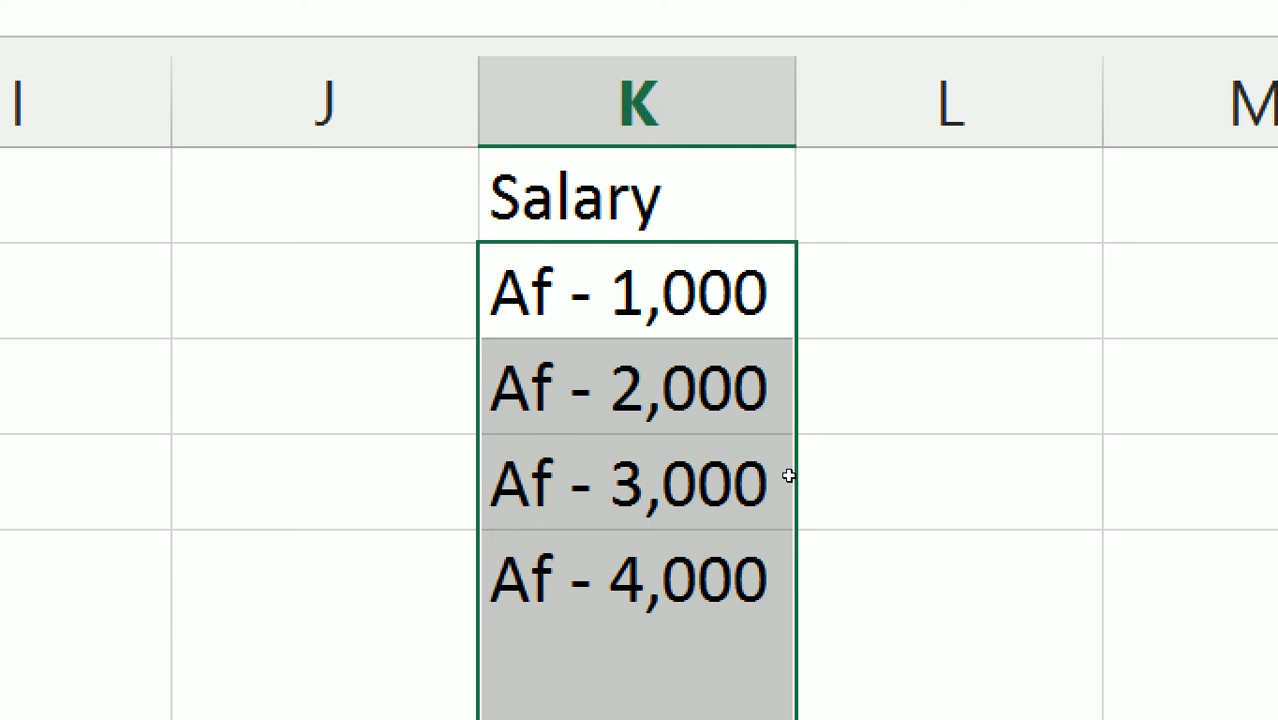 I J K L M
Salary
Af - 1,000
Af - 2,000
Af - 3,000
Af - 4,000